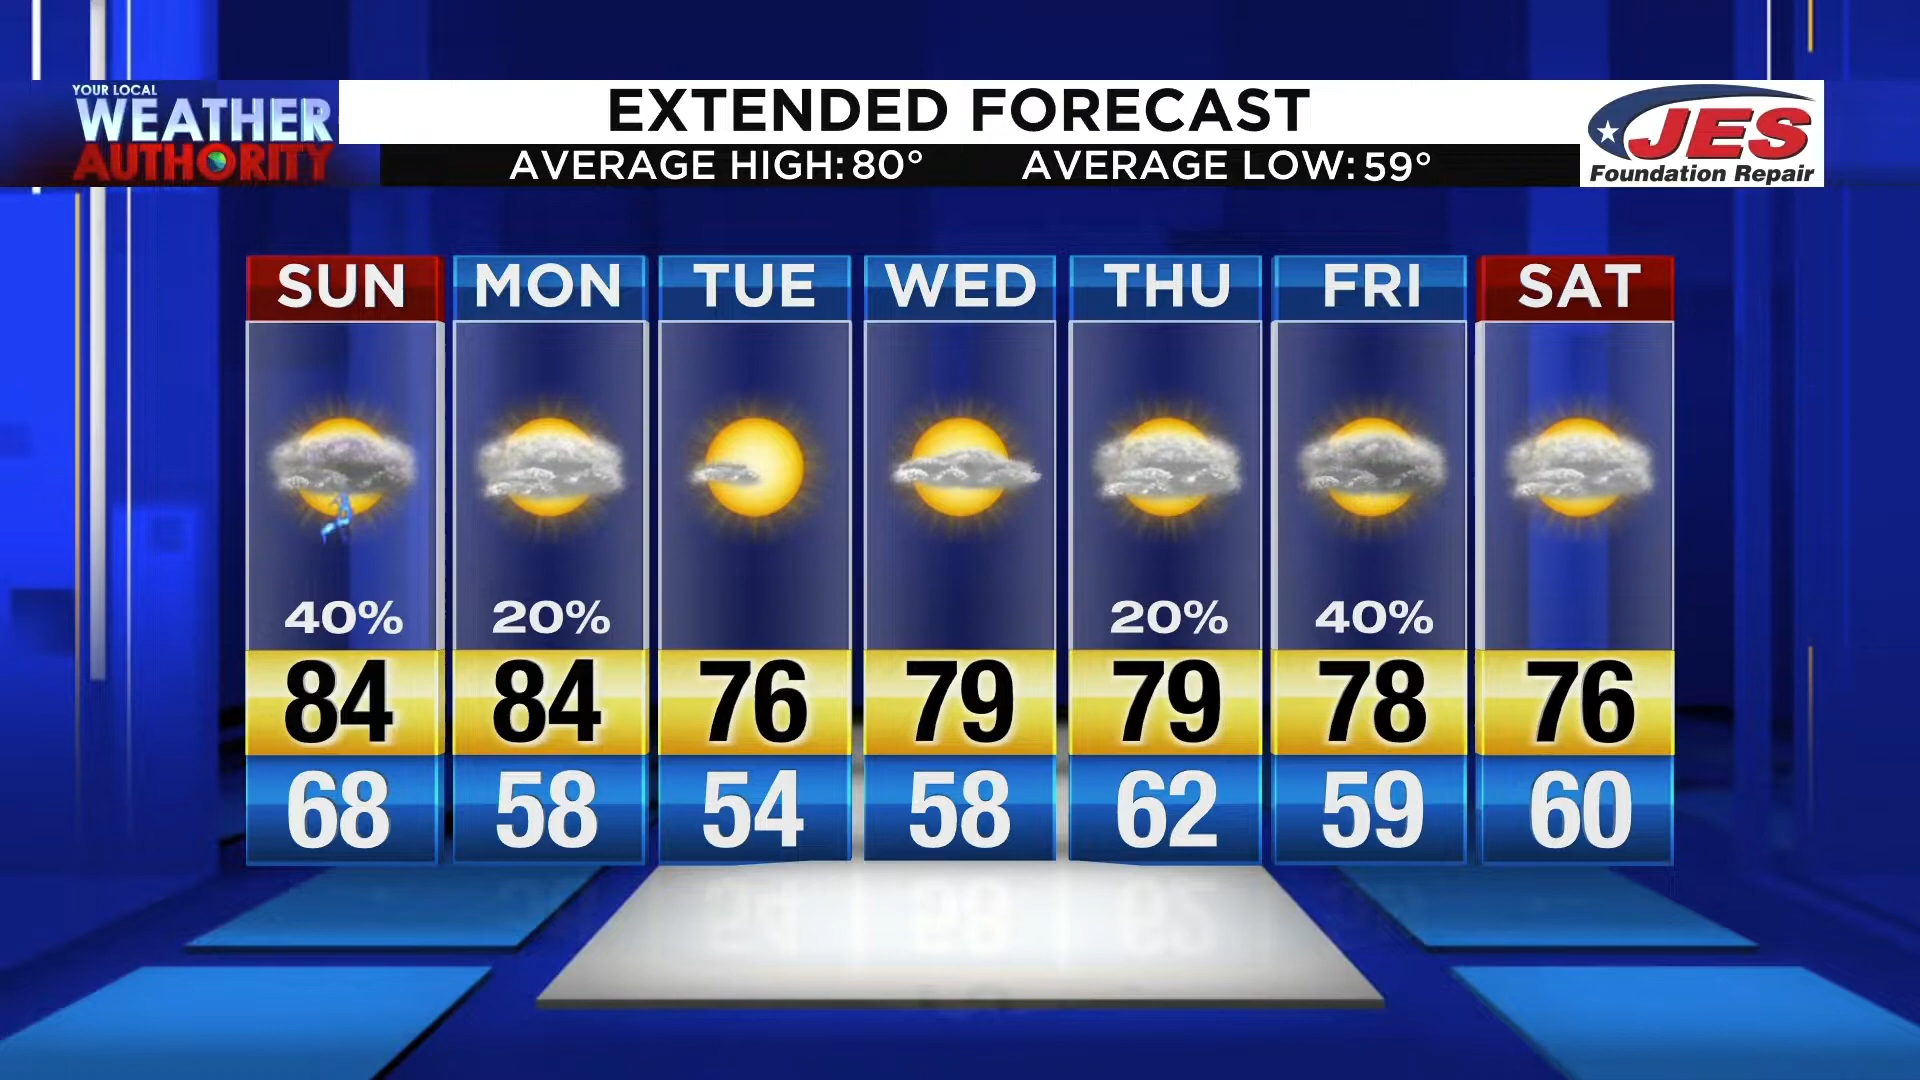 YOUR LOCAL
WEATHER
AUTHORITY
EXTENDED FORECAST
AVERAGE HIGH: 80° AVERAGE LOW: 59°
JES
Foundation Repair
SUN MON TUE WED THU FRI SAT
40% 20% 20% 40%
84 84 76 79 79 78 76
68 58 54 58 62 59 60